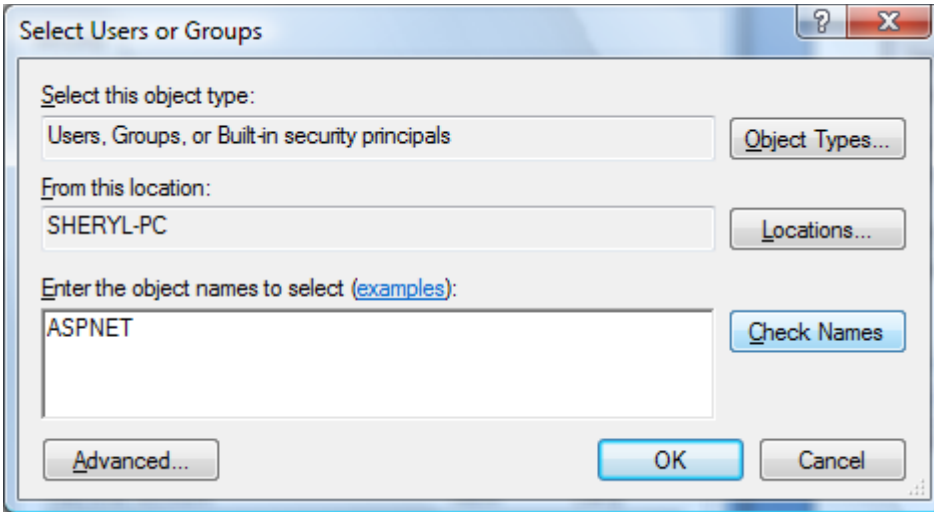 Select Users or Groups
?
X
Select this object type:
Users, Groups, or Built-in security principals
Object Types...
From this location:
SHERYL-PC
Locations...
Enter the object names to select (examples):
ASPNET
Check Names
Advanced...
OK
Cancel